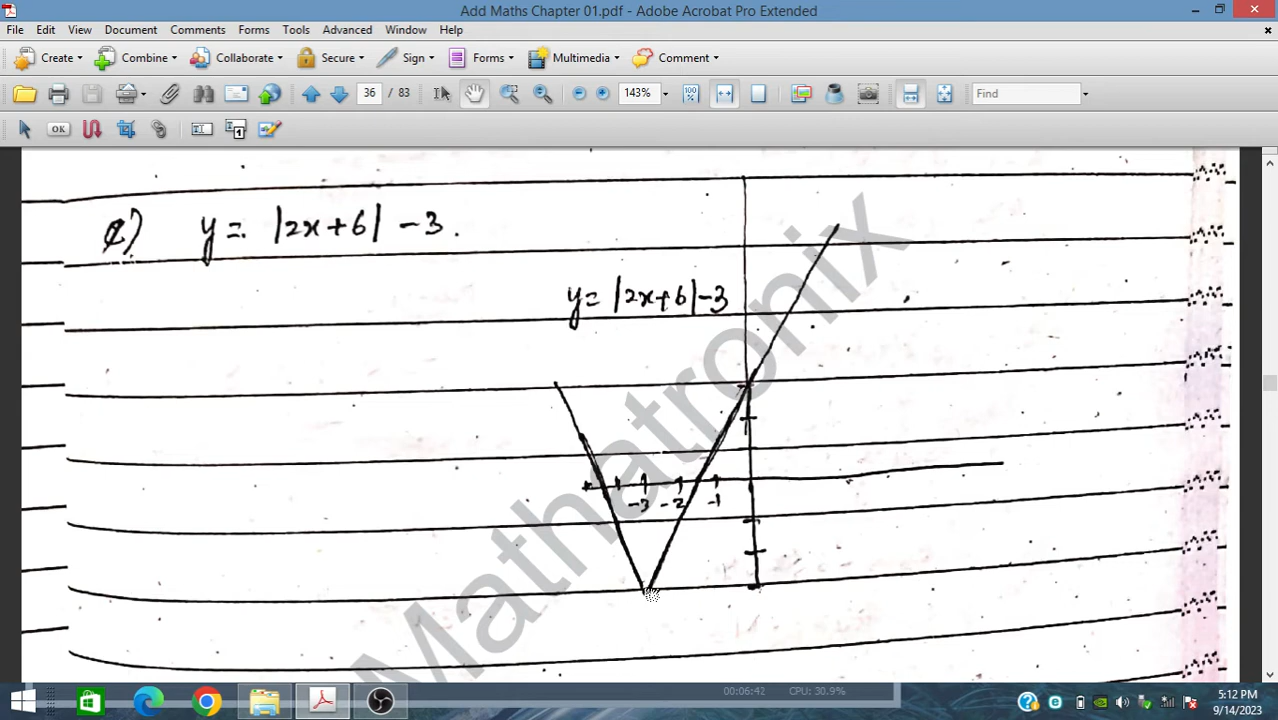 Add Maths Chapter 01.pdf - Adobe Acrobat Pro Extended
File Edit View Document Comments Forms Tools Advanced Window Help
Create Combine Collaborate Secure Sign Forms Multimedia Comment
36 / 83 143% Find
y = |2x+6| -3.
y= |2x+6|-3
-3 -2 -1
Mathatronix
00:06:42 CPU: 30.9%
5:12 PM
9/14/2023